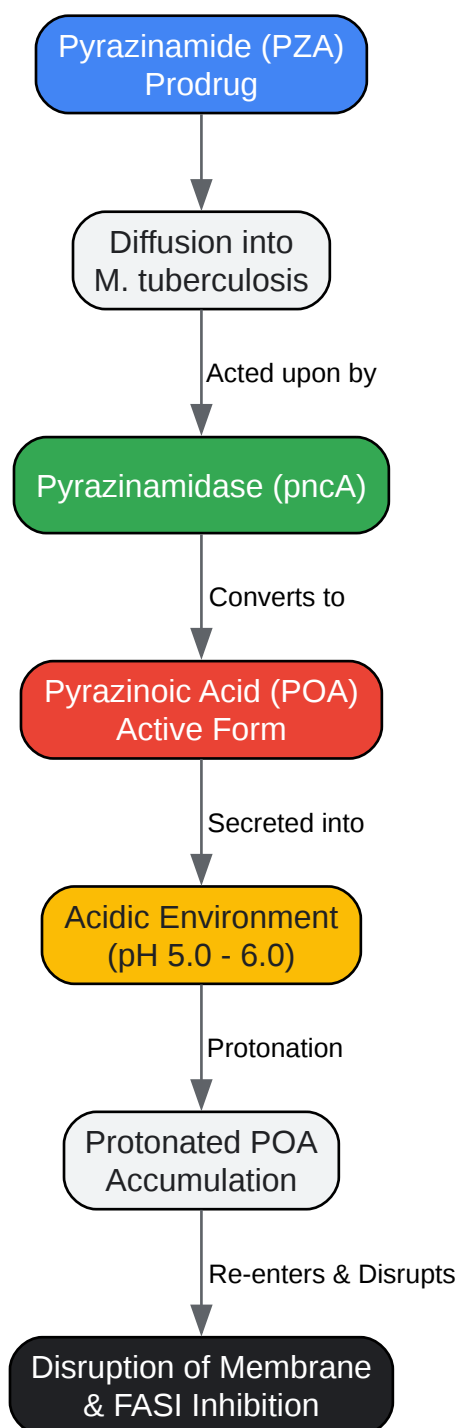 Pyrazinamide (PZA)
Prodrug
Diffusion into
M. tuberculosis
Acted upon by
Pyrazinamidase (pncA)
Converts to
Pyrazinoic Acid (POA)
Active Form
Secreted into
Acidic Environment
(pH 5.0 - 6.0)
Protonation
Protonated POA
Accumulation
Re-enters & Disrupts
Disruption of Membrane
& FASI Inhibition